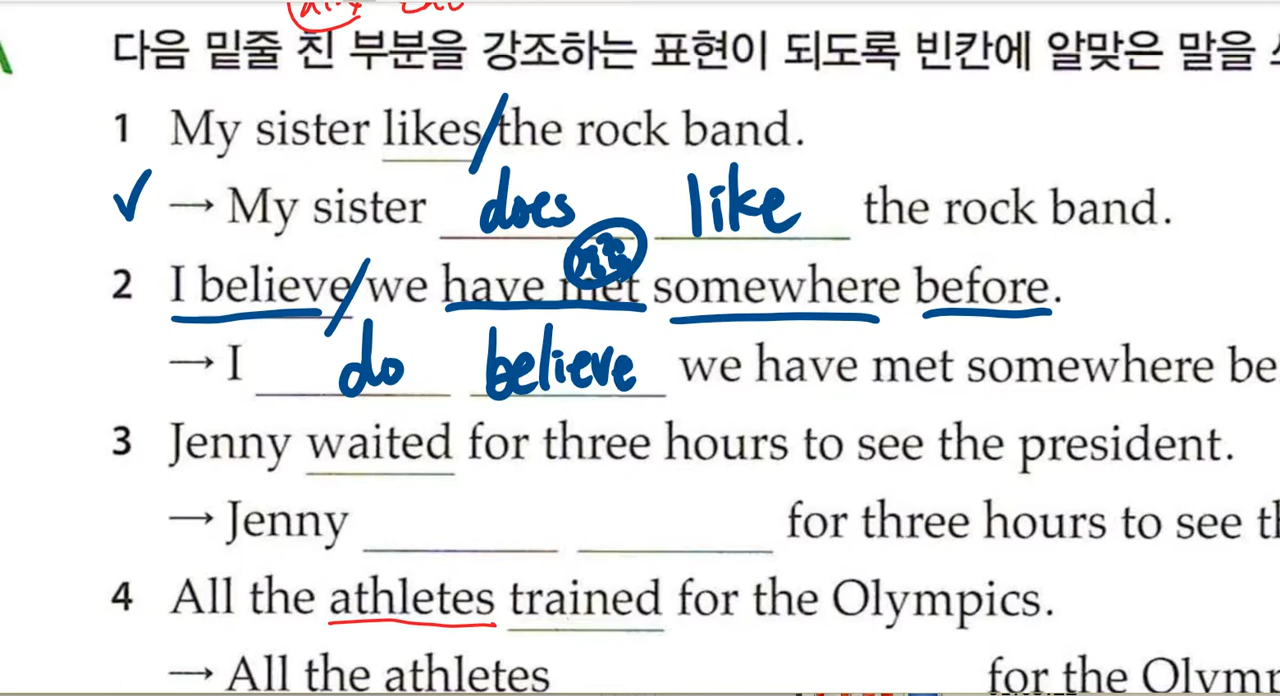 다음 밑줄 친 부분을 강조하는 표현이 되도록 빈칸에 알맞은 말을
1 My sister likes/the rock band.
✓ → My sister does like the rock band.
2 I believe/we have met somewhere before.
→ I do believe we have met somewhere be
3 Jenny waited for three hours to see the president.
→ Jenny for three hours to see th
4 All the athletes trained for the Olympics.
→ All the athletes for the Olym